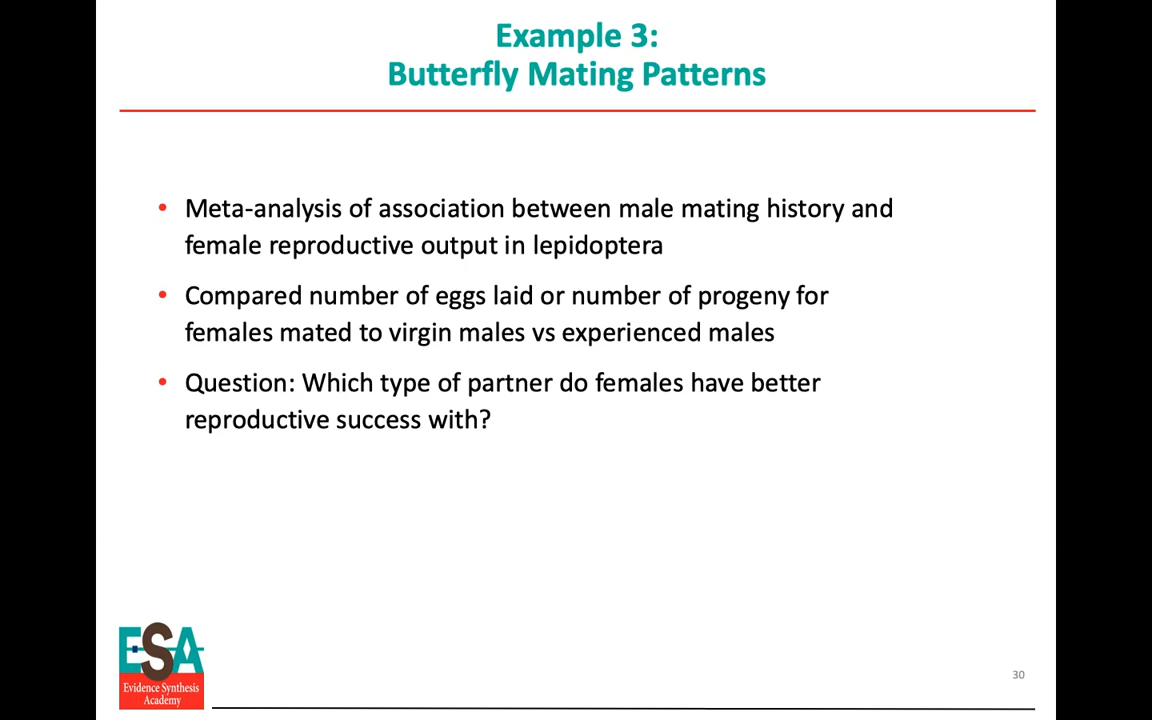 Example 3:
Butterfly Mating Patterns
• Meta-analysis of association between male mating history and
female reproductive output in lepidoptera
• Compared number of eggs laid or number of progeny for
females mated to virgin males vs experienced males
• Question: Which type of partner do females have better
reproductive success with?
ESA
Evidence Synthesis
Academy
30